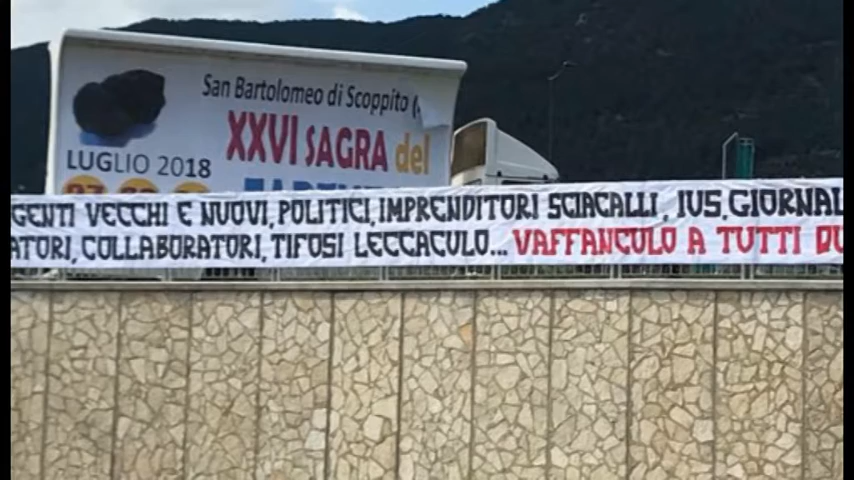 San Bartolomeo di Scoppito (
XXVI SAGRA del
LUGLIO 2018
GENTI VECCHI E NUOVI, POLITICI, IMPRENDITORI SCIACALLI, IUS, GIORNAL
ATORI, COLLABORATORI, TIFOSI LECCACULO... VAFFANCULO A TUTTI